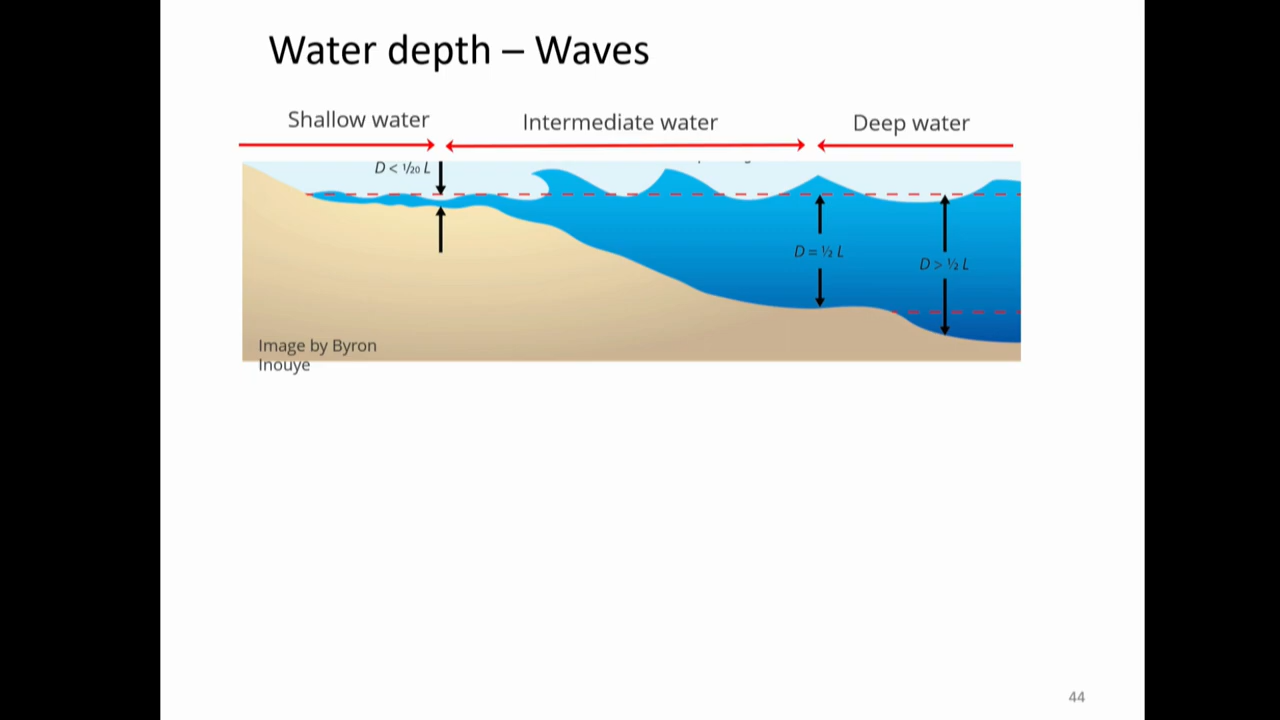 Water depth – Waves
Shallow water
Intermediate water
Deep water
D < 1/20 L
D = ½ L
D > ½ L
Image by Byron
Inouye
44